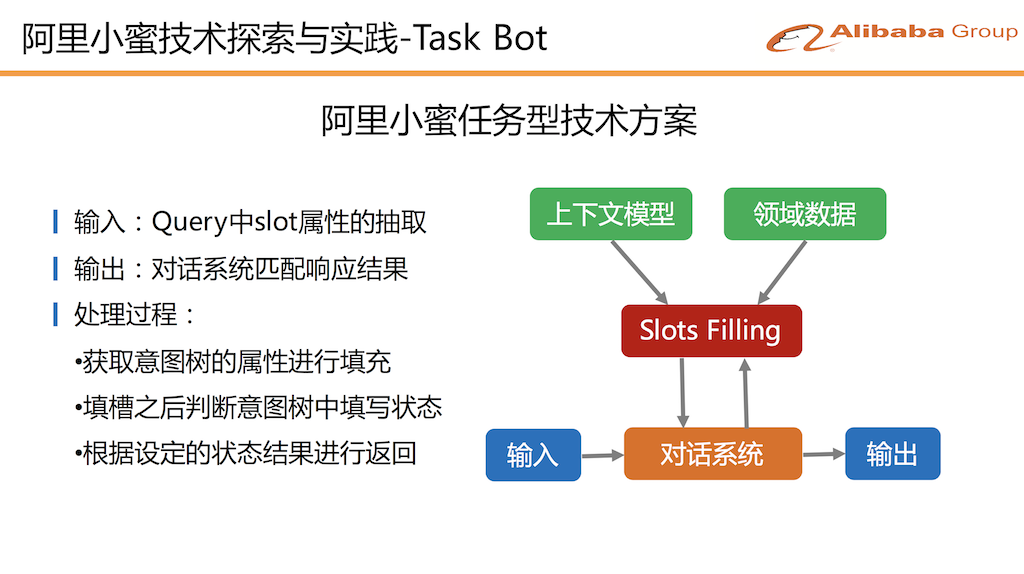 阿里小蜜技术探索与实践-Task Bot
Alibaba Group
阿里小蜜任务型技术方案
输入：Query中slot属性的抽取
输出：对话系统匹配响应结果
处理过程：
•获取意图树的属性进行填充
•填槽之后判断意图树中填写状态
•根据设定的状态结果进行返回
上下文模型
领域数据
Slots Filling
输入
对话系统
输出